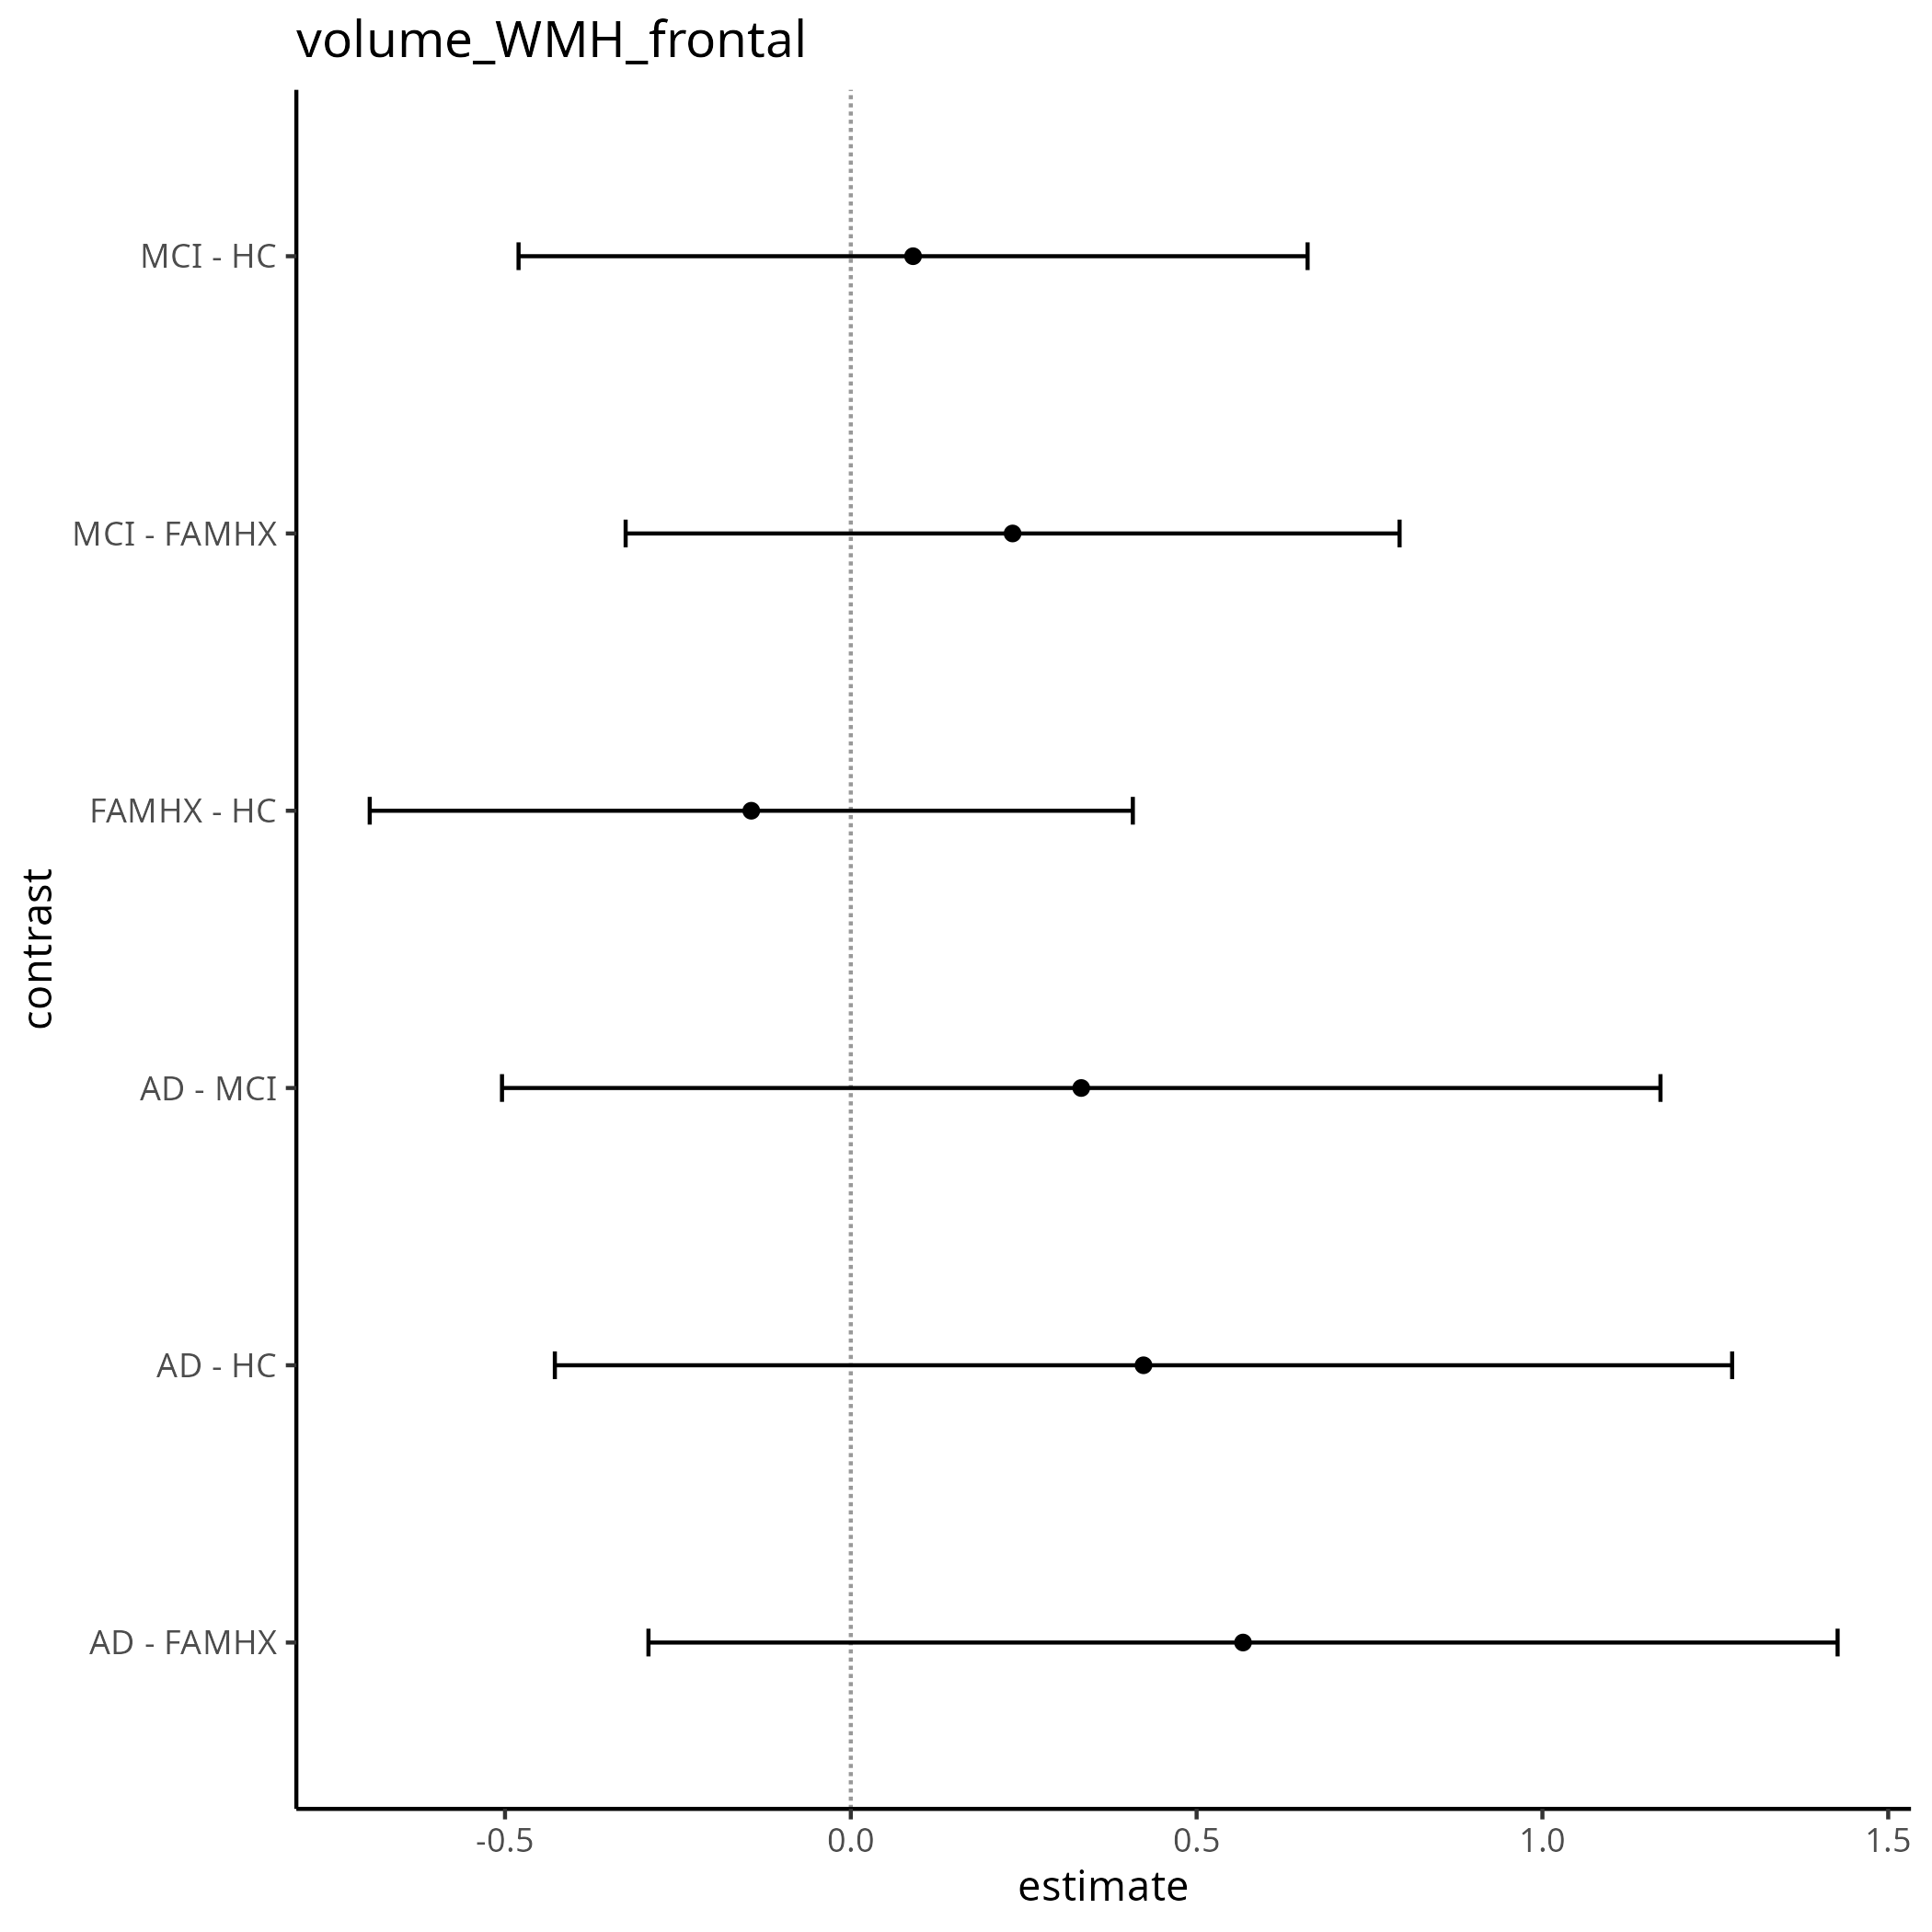 volume_WMH_frontal
MCI - HC
MCI - FAMHX
FAMHX - HC
AD - MCI
AD - HC
AD - FAMHX
contrast
-0.5 0.0 0.5 1.0 1.5
estimate